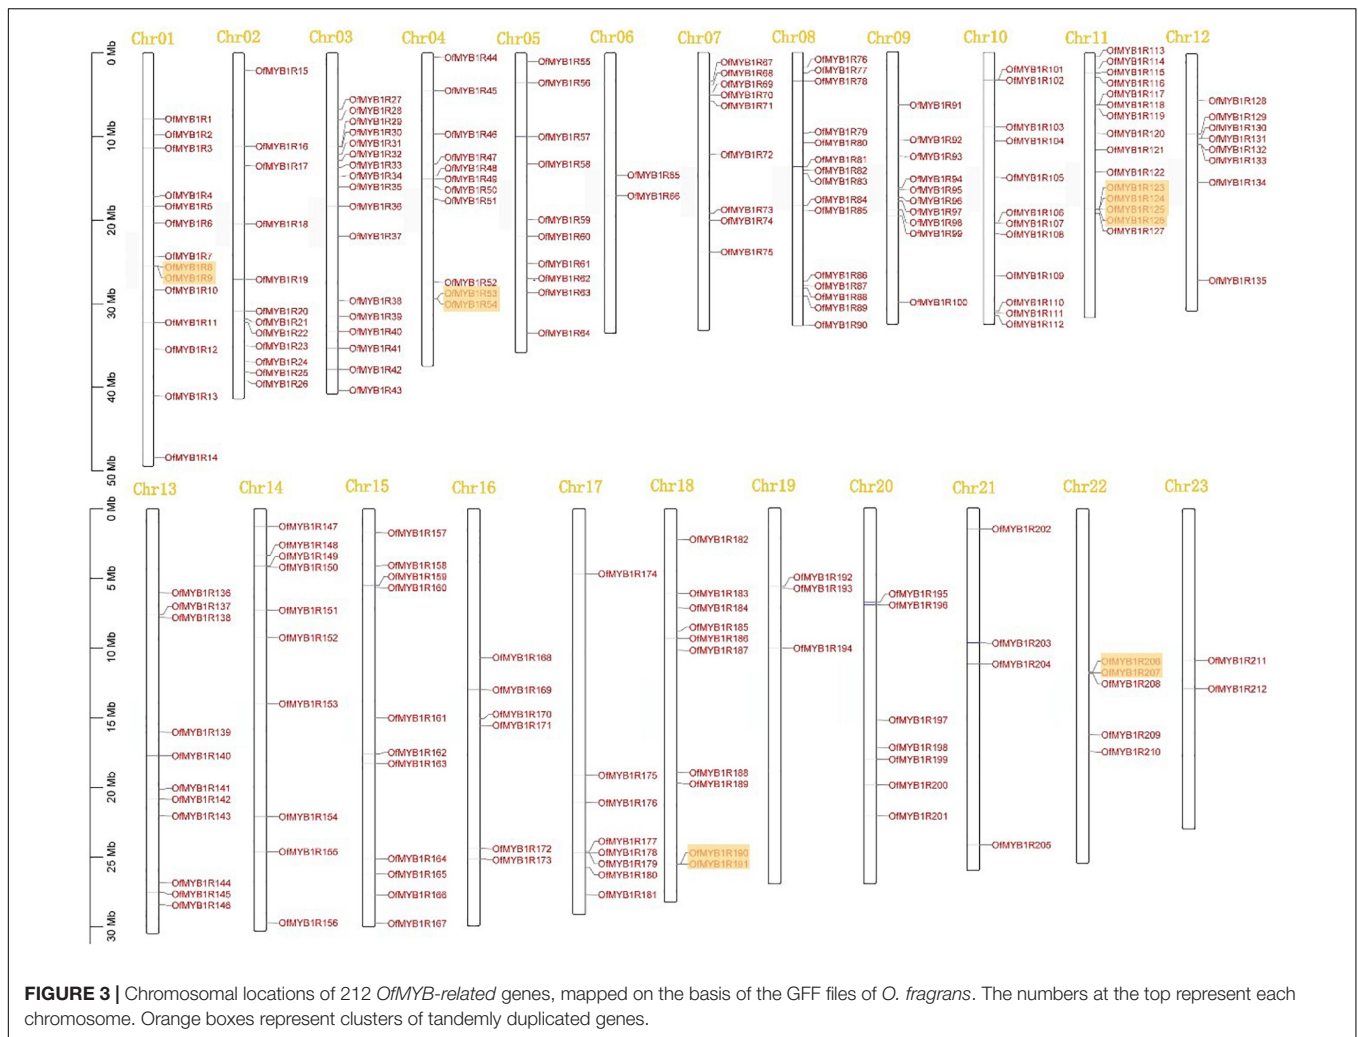 Chr01 Chr02 Chr03 Chr04 Chr05 Chr06 Chr07 Chr08 Chr09 Chr10 Chr11 Chr12
0 Mb
10 Mb
20 Mb
30 Mb
40 Mb
50 Mb
OfMYB1R1
OfMYB1R2
OfMYB1R3
OfMYB1R4
OfMYB1R5
OfMYB1R6
OfMYB1R7
OfMYB1R8
OfMYB1R9
OfMYB1R10
OfMYB1R11
OfMYB1R12
OfMYB1R13
OfMYB1R14
OfMYB1R15
OfMYB1R16
OfMYB1R17
OfMYB1R18
OfMYB1R19
OfMYB1R20
OfMYB1R21
OfMYB1R22
OfMYB1R23
OfMYB1R24
OfMYB1R25
OfMYB1R26
OfMYB1R27
OfMYB1R28
OfMYB1R29
OfMYB1R30
OfMYB1R31
OfMYB1R32
OfMYB1R33
OfMYB1R34
OfMYB1R35
OfMYB1R36
OfMYB1R37
OfMYB1R38
OfMYB1R39
OfMYB1R40
OfMYB1R41
OfMYB1R42
OfMYB1R43
OfMYB1R44
OfMYB1R45
OfMYB1R46
OfMYB1R47
OfMYB1R48
OfMYB1R49
OfMYB1R50
OfMYB1R51
OfMYB1R52
OfMYB1R53
OfMYB1R54
OfMYB1R55
OfMYB1R56
OfMYB1R57
OfMYB1R58
OfMYB1R59
OfMYB1R60
OfMYB1R61
OfMYB1R62
OfMYB1R63
OfMYB1R64
OfMYB1R65
OfMYB1R66
OfMYB1R67
OfMYB1R68
OfMYB1R69
OfMYB1R70
OfMYB1R71
OfMYB1R72
OfMYB1R73
OfMYB1R74
OfMYB1R75
OfMYB1R76
OfMYB1R77
OfMYB1R78
OfMYB1R79
OfMYB1R80
OfMYB1R81
OfMYB1R82
OfMYB1R83
OfMYB1R84
OfMYB1R85
OfMYB1R86
OfMYB1R87
OfMYB1R88
OfMYB1R89
OfMYB1R90
OfMYB1R91
OfMYB1R92
OfMYB1R93
OfMYB1R94
OfMYB1R95
OfMYB1R96
OfMYB1R97
OfMYB1R98
OfMYB1R99
OfMYB1R100
OfMYB1R101
OfMYB1R102
OfMYB1R103
OfMYB1R104
OfMYB1R105
OfMYB1R106
OfMYB1R107
OfMYB1R108
OfMYB1R109
OfMYB1R110
OfMYB1R111
OfMYB1R112
OfMYB1R113
OfMYB1R114
OfMYB1R115
OfMYB1R116
OfMYB1R117
OfMYB1R118
OfMYB1R119
OfMYB1R120
OfMYB1R121
OfMYB1R122
OfMYB1R123
OfMYB1R124
OfMYB1R125
OfMYB1R126
OfMYB1R127
OfMYB1R128
OfMYB1R129
OfMYB1R130
OfMYB1R131
OfMYB1R132
OfMYB1R133
OfMYB1R134
OfMYB1R135
Chr13 Chr14 Chr15 Chr16 Chr17 Chr18 Chr19 Chr20 Chr21 Chr22 Chr23
0 Mb
5 Mb
10 Mb
15 Mb
20 Mb
25 Mb
30 Mb
OfMYB1R136
OfMYB1R137
OfMYB1R138
OfMYB1R139
OfMYB1R140
OfMYB1R141
OfMYB1R142
OfMYB1R143
OfMYB1R144
OfMYB1R145
OfMYB1R146
OfMYB1R147
OfMYB1R148
OfMYB1R149
OfMYB1R150
OfMYB1R151
OfMYB1R152
OfMYB1R153
OfMYB1R154
OfMYB1R155
OfMYB1R156
OfMYB1R157
OfMYB1R158
OfMYB1R159
OfMYB1R160
OfMYB1R161
OfMYB1R162
OfMYB1R163
OfMYB1R164
OfMYB1R165
OfMYB1R166
OfMYB1R167
OfMYB1R168
OfMYB1R169
OfMYB1R170
OfMYB1R171
OfMYB1R172
OfMYB1R173
OfMYB1R174
OfMYB1R175
OfMYB1R176
OfMYB1R177
OfMYB1R178
OfMYB1R179
OfMYB1R180
OfMYB1R181
OfMYB1R182
OfMYB1R183
OfMYB1R184
OfMYB1R185
OfMYB1R186
OfMYB1R187
OfMYB1R188
OfMYB1R189
OfMYB1R190
OfMYB1R191
OfMYB1R192
OfMYB1R193
OfMYB1R194
OfMYB1R195
OfMYB1R196
OfMYB1R197
OfMYB1R198
OfMYB1R199
OfMYB1R200
OfMYB1R201
OfMYB1R202
OfMYB1R203
OfMYB1R204
OfMYB1R205
OfMYB1R206
OfMYB1R207
OfMYB1R208
OfMYB1R209
OfMYB1R210
OfMYB1R211
OfMYB1R212
FIGURE 3 | Chromosomal locations of 212 OfMYB-related genes, mapped on the basis of the GFF files of O. fragrans. The numbers at the top represent each
chromosome. Orange boxes represent clusters of tandemly duplicated genes.